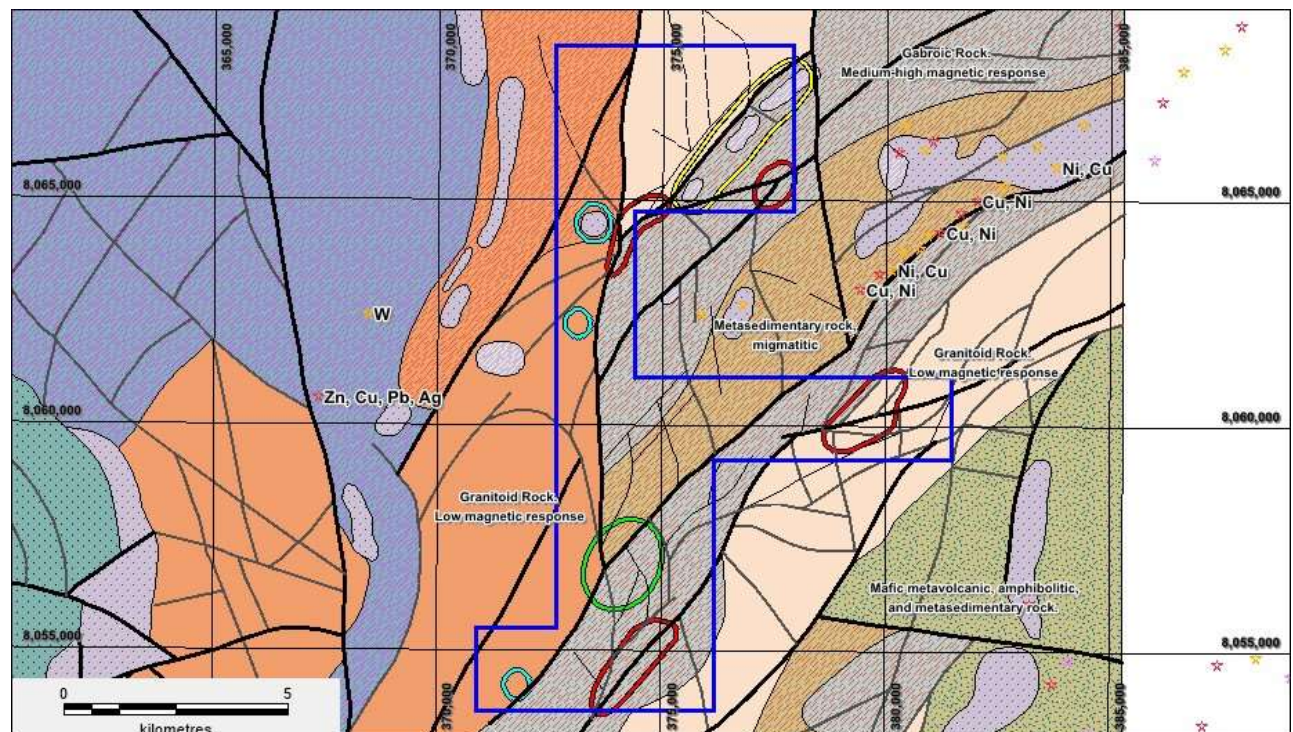 365,000
370,000
375,000
385,000
Gabroic Rock.
Medium-high magnetic response
8,065,000
8,065,000
Ni, Cu
Cu, Ni
Cu, Ni
Ni, Cu
Cu, Ni
W
Metasedimentary rock,
migmatitic
Granitoid Rock.
Low magnetic response
Zn, Cu, Pb, Ag
8,060,000
8,060,000
Granitoid Rock.
Low magnetic response
Mafic metavolcanic, amphibolitic,
and metasedimentary rock.
8,055,000
8,055,000
370,000
375,000
380,000
385,000
0 5
kilometres